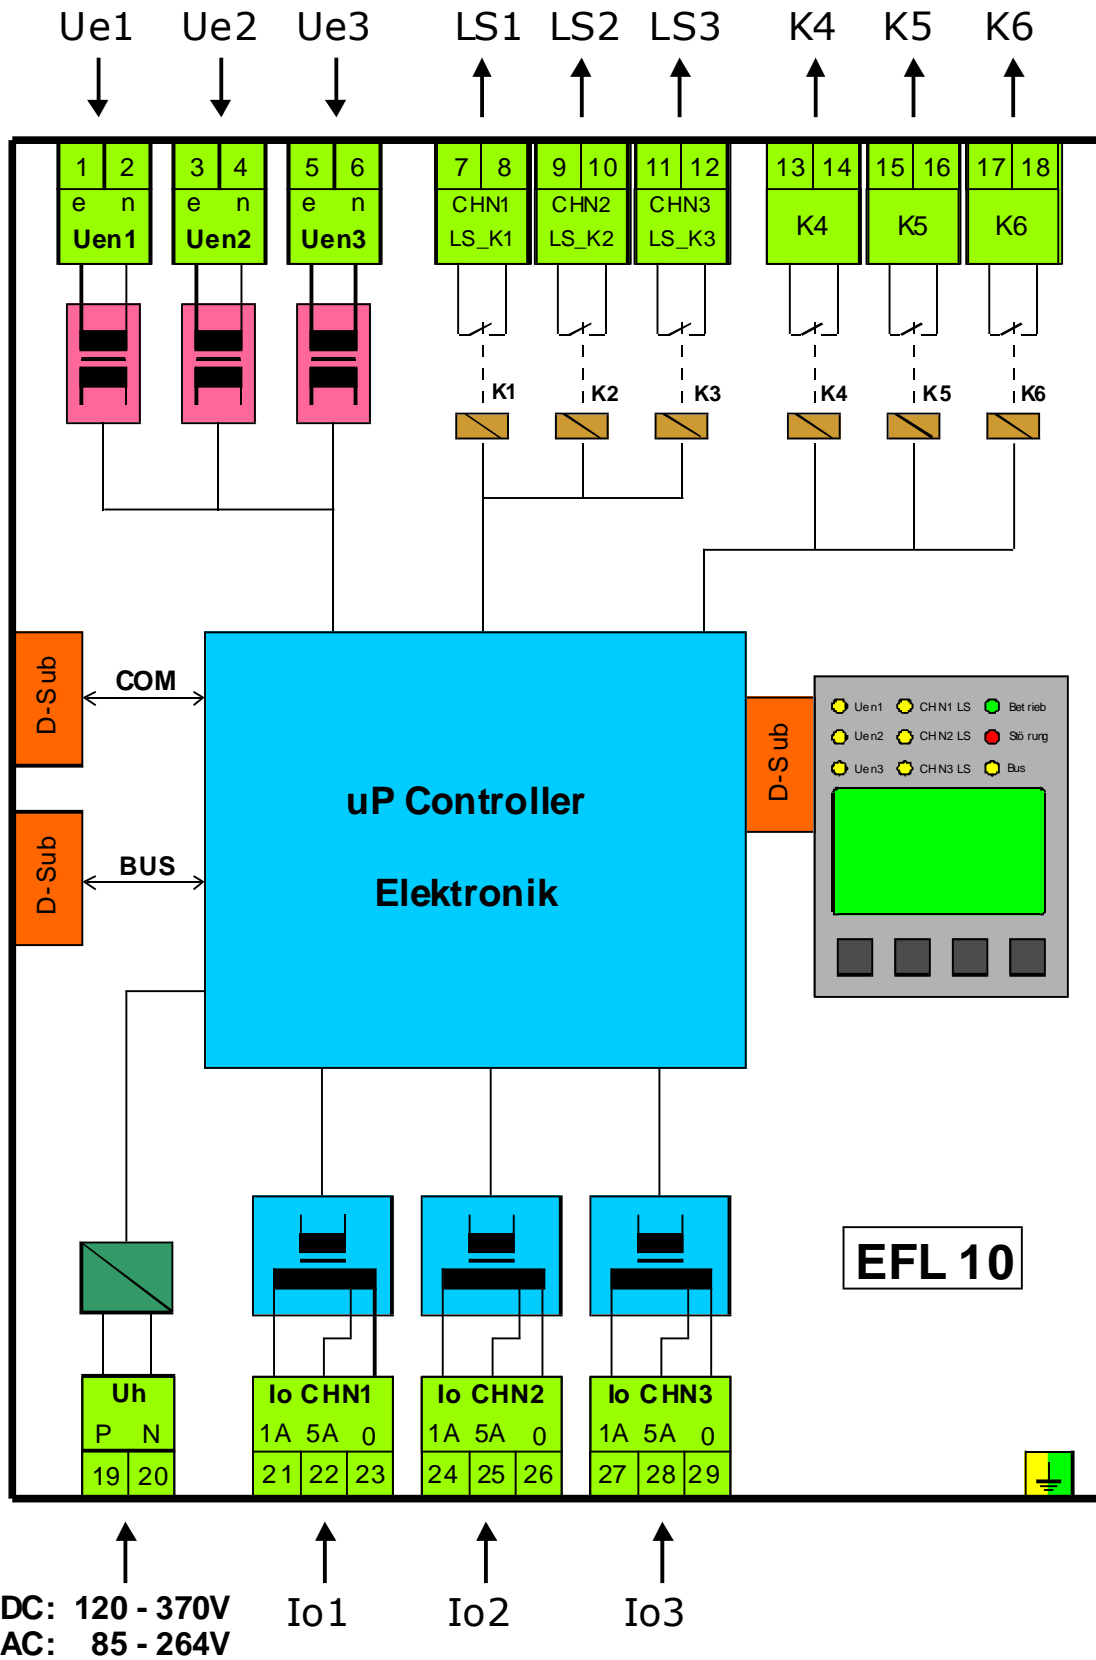 Ue1 Ue2 Ue3 LS1 LS2 LS3 K4 K5 K6
1 2 3 4 5 6 7 8 9 10 11 12 13 14 15 16 17 18
e n e n e n CHN1 CHN2 CHN3
Uen1 Uen2 Uen3 LS_K1 LS_K2 LS_K3 K4 K5 K6
K1 K2 K3 K4 K5 K6
D-Sub COM
D-Sub BUS
uP Controller
Elektronik
D-Sub
Uen1 CHN1 LS Betrieb
Uen2 CHN2 LS Störung
Uen3 CHN3 LS Bus
EFL 10
Uh Io CHN1 Io CHN2 Io CHN3
P N 1A 5A 0 1A 5A 0 1A 5A 0
19 20 21 22 23 24 25 26 27 28 29
DC: 120 - 370V Io1 Io2 Io3
AC: 85 - 264V